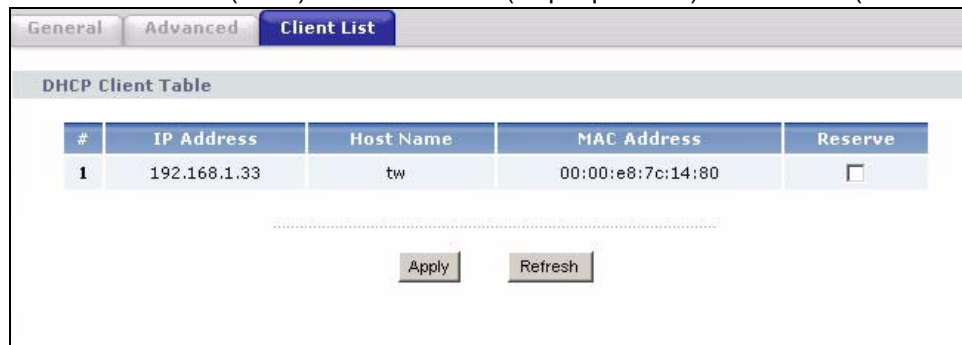 General Advanced Client List
DHCP Client Table
# IP Address Host Name MAC Address Reserve
1 192.168.1.33 tw 00:00:e8:7c:14:80
Apply Refresh